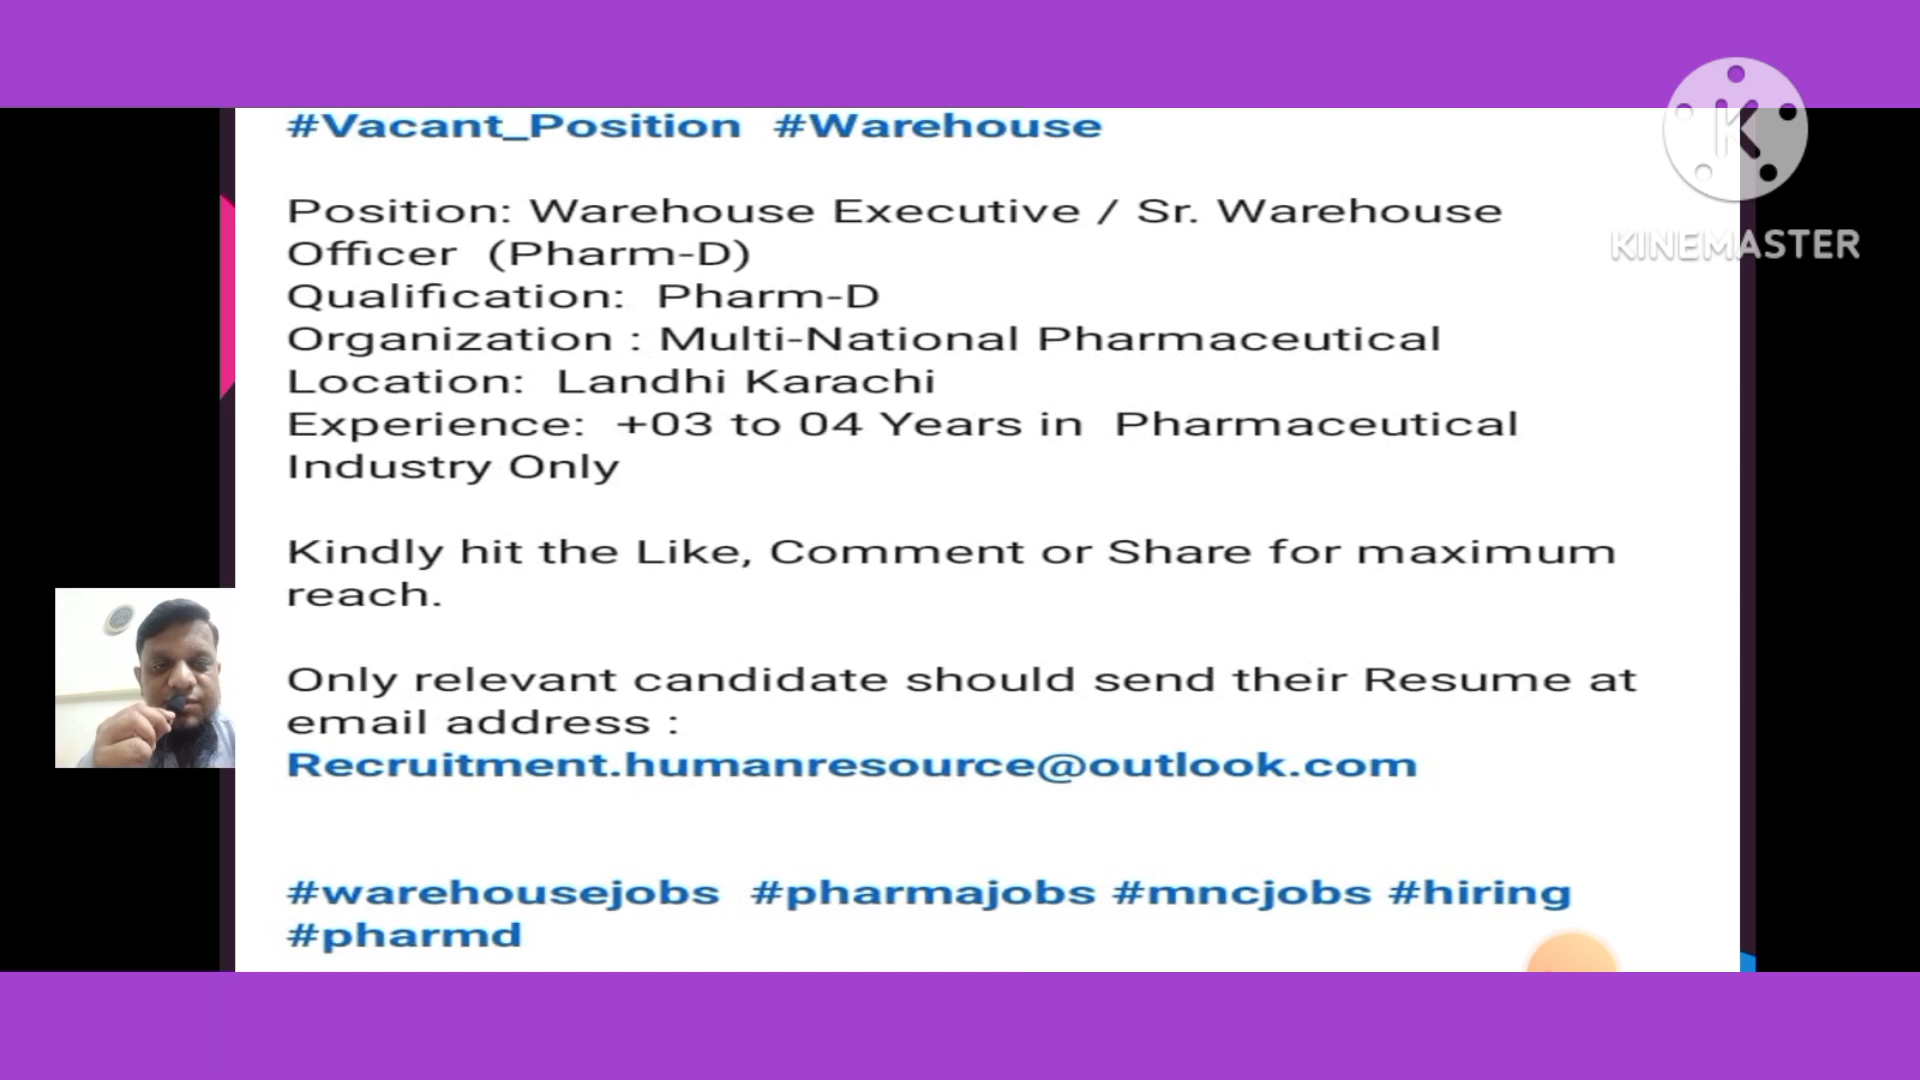 #Vacant_Position #Warehouse
Position: Warehouse Executive / Sr. Warehouse
Officer (Pharm-D)
Qualification: Pharm-D
Organization : Multi-National Pharmaceutical
Location: Landhi Karachi
Experience: +03 to 04 Years in Pharmaceutical
Industry Only
Kindly hit the Like, Comment or Share for maximum
reach.
Only relevant candidate should send their Resume at
email address :
Recruitment.humanresource@outlook.com
#warehousejobs #pharmajobs #mncjobs #hiring
#pharmd
K
KINEMASTER